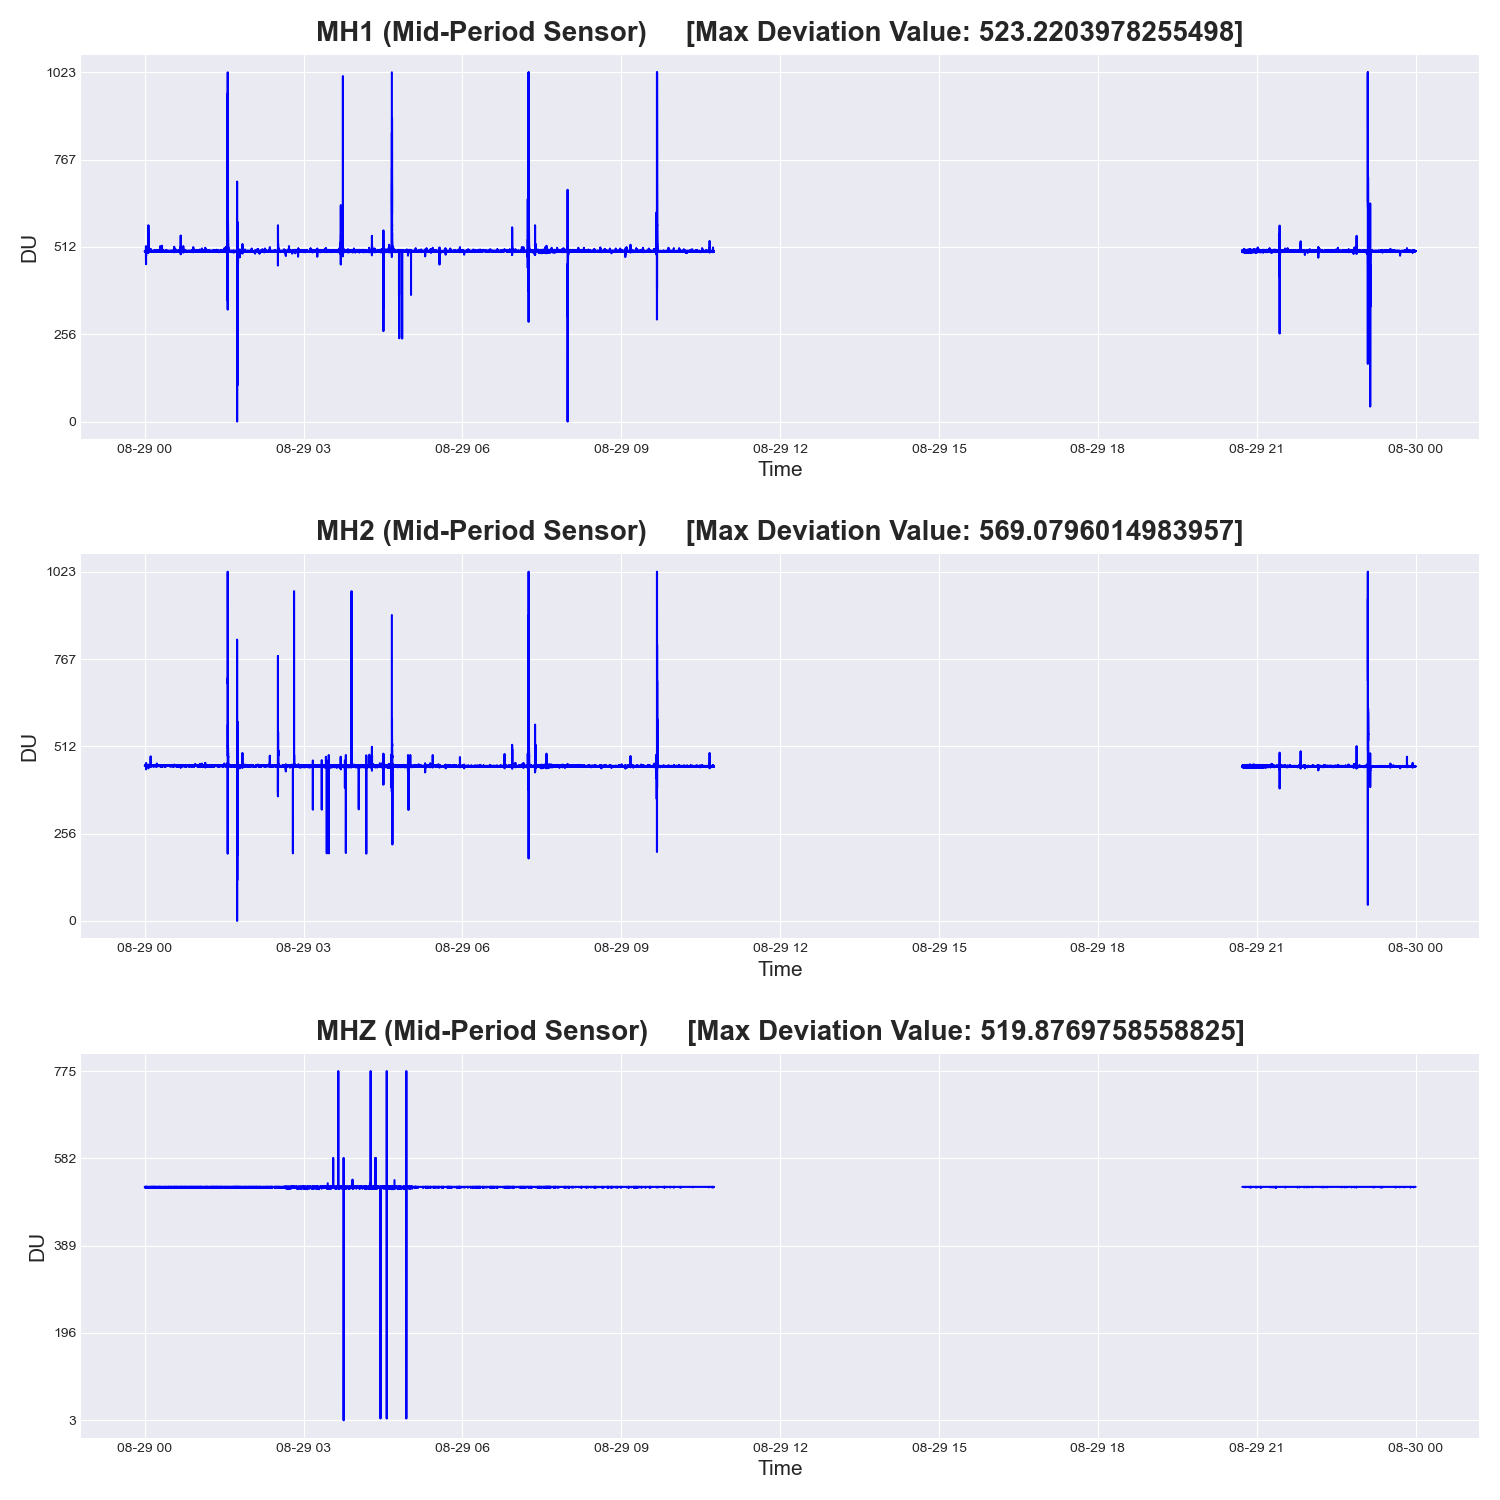 MH1 (Mid-Period Sensor) [Max Deviation Value: 523.2203978255498]
1023
767
512
256
0
DU
08-29 00 08-29 03 08-29 06 08-29 09 08-29 12 08-29 15 08-29 18 08-29 21 08-30 00
Time
MH2 (Mid-Period Sensor) [Max Deviation Value: 569.0796014983957]
1023
767
512
256
0
DU
08-29 00 08-29 03 08-29 06 08-29 09 08-29 12 08-29 15 08-29 18 08-29 21 08-30 00
Time
MHZ (Mid-Period Sensor) [Max Deviation Value: 519.8769758558825]
775
582
389
196
3
DU
08-29 00 08-29 03 08-29 06 08-29 09 08-29 12 08-29 15 08-29 18 08-29 21 08-30 00
Time